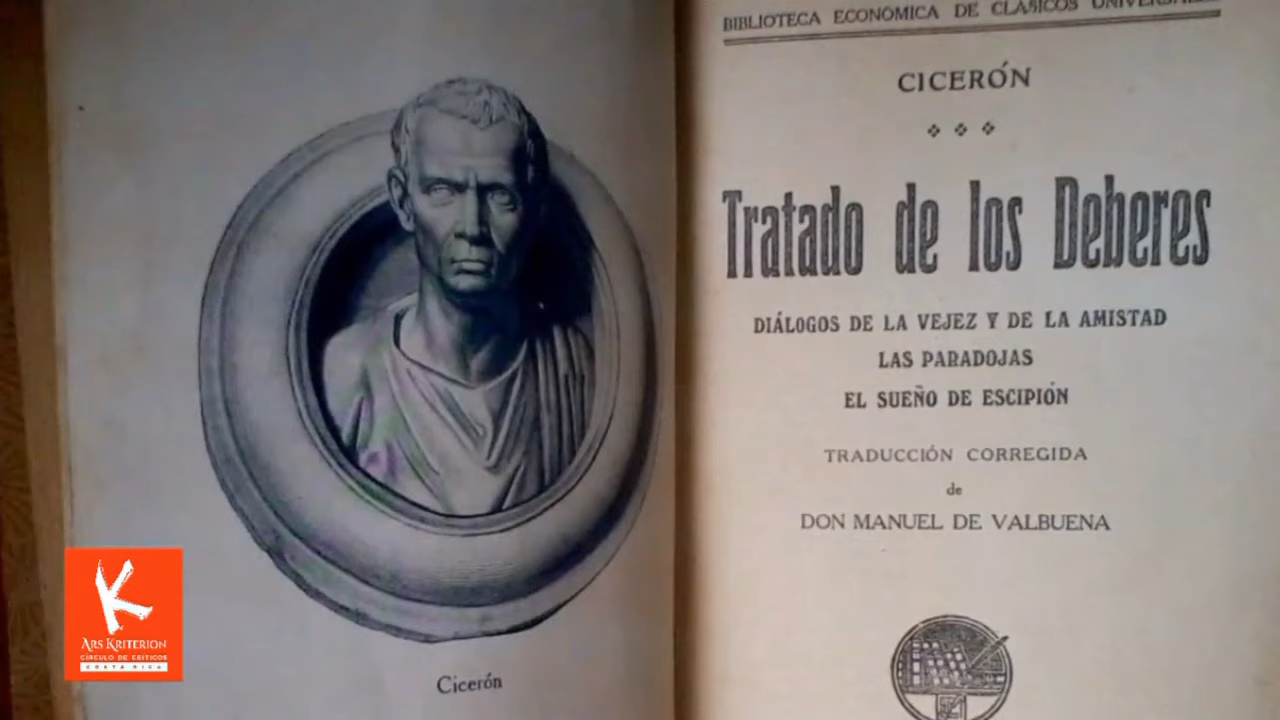 Cicerón
BIBLIOTECA ECONÓMICA DE CLÁSICOS UNIVERSALES
CICERÓN
Tratado de los Deberes
DIÁLOGOS DE LA VEJEZ Y DE LA AMISTAD
LAS PARADOJAS
EL SUEÑO DE ESCIPIÓN
TRADUCCIÓN CORREGIDA
de
DON MANUEL DE VALBUENA
K
ARS KRITERION
CÍRCULO DE CRÍTICOS
COSTA RICA